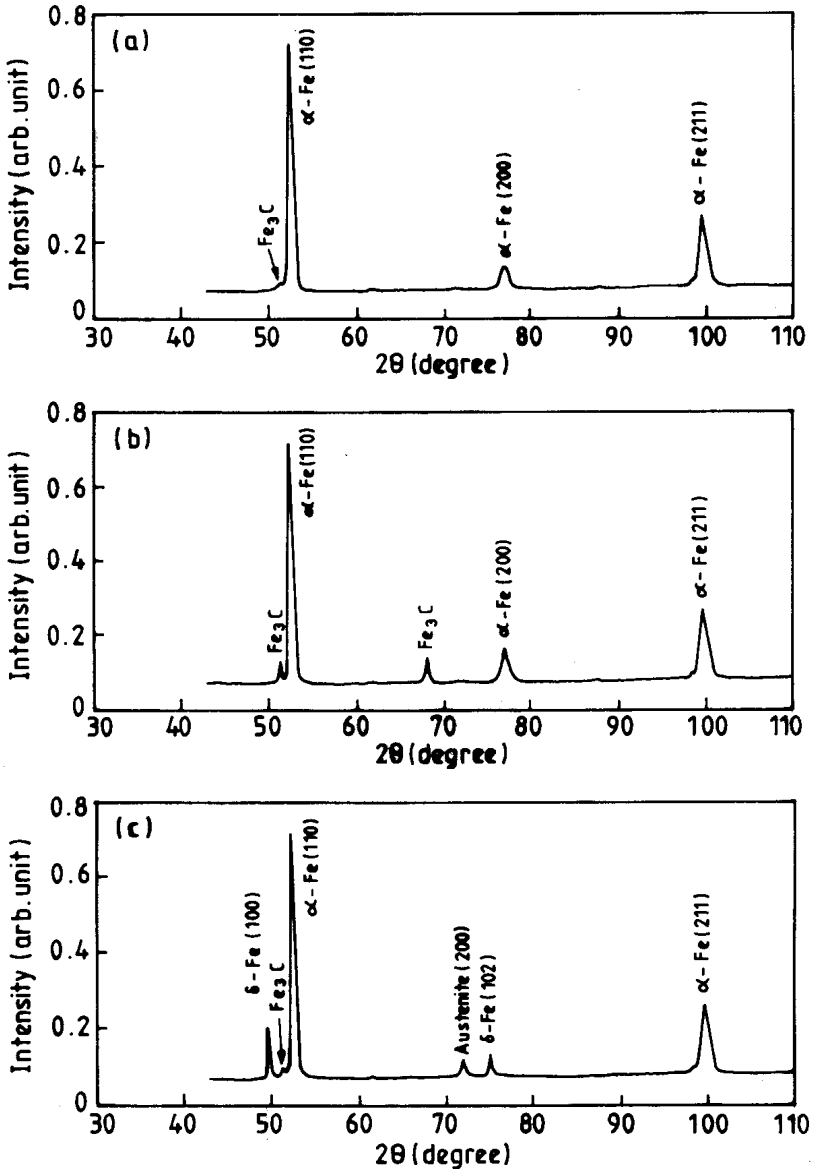 (a)
Intensity (arb.unit)
0.8
0.6
0.4
0.2
0
Fe₃C
α-Fe(110)
α-Fe(200)
α-Fe(211)
30 40 50 60 70 80 90 100 110
2θ (degree)
(b)
Intensity (arb.unit)
0.8
0.6
0.4
0.2
0
Fe₃C
α-Fe(110)
Fe₃C
α-Fe(200)
α-Fe(211)
30 40 50 60 70 80 90 100 110
2θ (degree)
(c)
Intensity (arb.unit)
0.8
0.6
0.4
0.2
0
δ-Fe(100)
Fe₃C
α-Fe(110)
Austenite(200)
δ-Fe(102)
α-Fe(211)
30 40 50 60 70 80 90 100 110
2θ (degree)